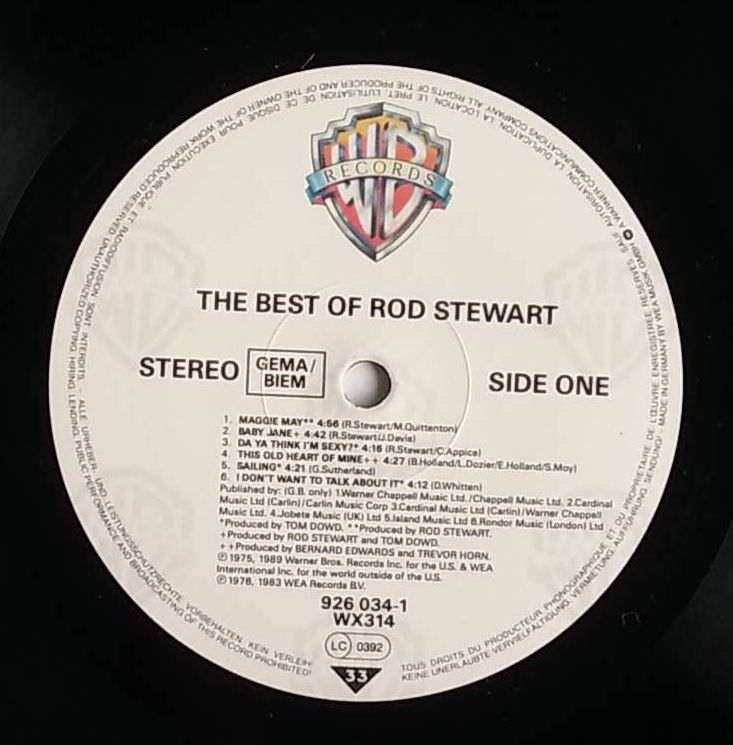 WB
RECORDS
THE BEST OF ROD STEWART
STEREO
GEMA/
BIEM
SIDE ONE
1. MAGGIE MAY** 4:56 (R.Stewart/M.Quittenton)
2. BABY JANE+ 4:42 (R.Stewart/J.Davis)
3. DA YA THINK I'M SEXY?* 4:16 (R.Stewart/C.Appice)
4. THIS OLD HEART OF MINE++ 4:27 (B.Holland/L.Dozier/E.Holland/S.Moy)
5. SAILING* 4:21 (G.Sutherland)
6. I DON'T WANT TO TALK ABOUT IT* 4:12 (D.Whitten)
Published by: (G.B. only) 1.Warner Chappell Music Ltd./Chappell Music Ltd. 2.Cardinal
Music Ltd (Carlin)/Carlin Music Corp 3.Cardinal Music Ltd (Carlin)/Warner Chappell
Music Ltd. 4.Jobete Music (UK) Ltd 5.Island Music Ltd 6.Rondor Music (London) Ltd
*Produced by TOM DOWD. **Produced by ROD STEWART.
+Produced by ROD STEWART and TOM DOWD.
++Produced by BERNARD EDWARDS and TREVOR HORN.
℗1975, 1989 Warner Bros. Records Inc. for the U.S. & WEA
International Inc. for the world outside of the U.S.
℗1976, 1983 WEA Records B.V.
926 034-1
WX314
LC 0392
33
TOUS DROITS DU PRODUCTEUR PHONOGRAPHIQUE ET DU PROPRIETAIRE DE L'ŒUVRE ENREGISTREE RESERVES. SAUF AUTORISATION, LA DUPLICATION, LA LOCATION, LE PRET, L'UTILISATION DE CE DISQUE POUR EXECUTION PUBLIQUE ET RADIODIFFUSION SONT INTERDITS - ALLE URHEBER- UND LEISTUNGSSCHUTZRECHTE VORBEHALTEN. KEIN VERLEIH!
KEINE UNERLAUBTE VERVIELFALTIGUNG, VERMIETUNG, AUFFUHRUNG, SENDUNG! - MADE IN GERMANY BY WEA MUSIK GMBH A WARNER COMMUNICATIONS COMPANY. ALL RIGHTS OF THE PRODUCER AND OF THE OWNER OF THE WORK REPRODUCED RESERVED. UNAUTHORIZED COPYING, HIRING, LENDING, PUBLIC PERFORMANCE AND BROADCASTING OF THIS RECORD PROHIBITED!